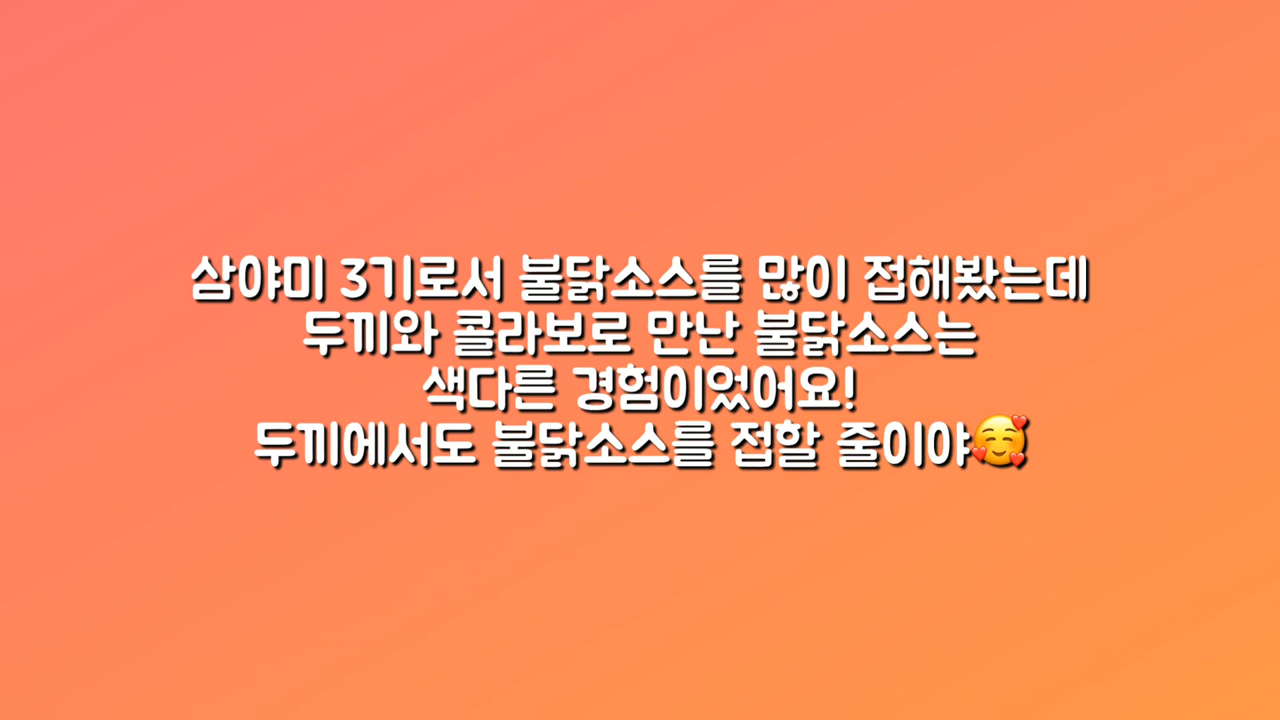 삼야미 3기로서 불닭소스를 많이 접해봤는데
두끼와 콜라보로 만난 불닭소스는
색다른 경험이었어요!
두끼에서도 불닭소스를 접할 줄이야🥰